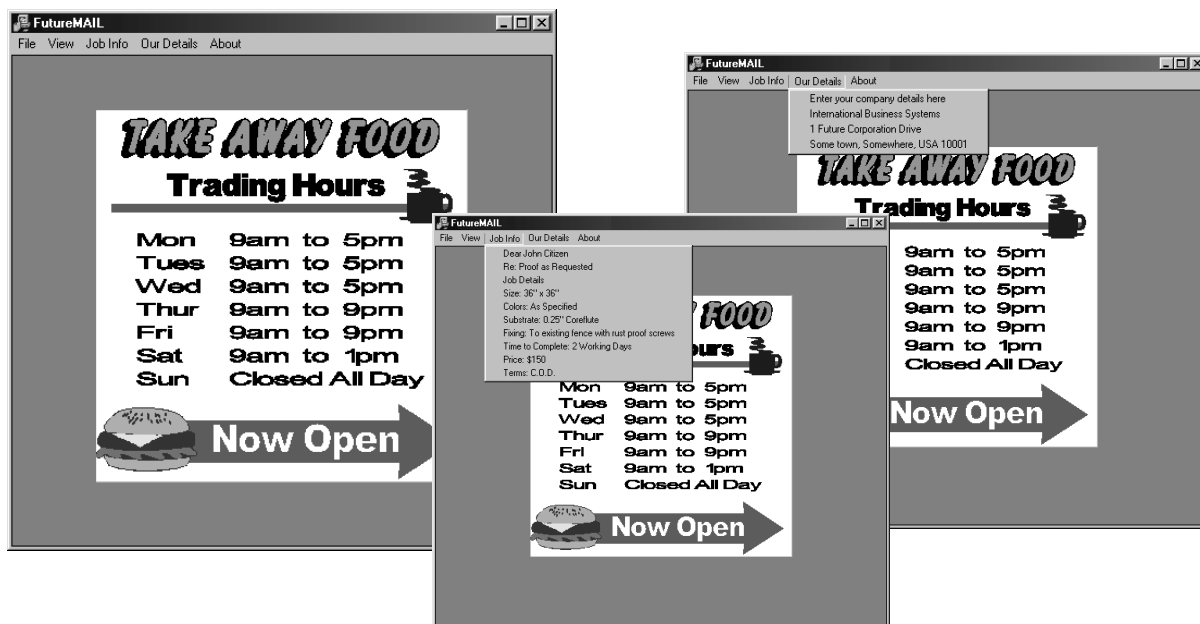 FutureMAIL
File View Job Info Our Details About
TAKE AWAY FOOD
Trading Hours
Mon 9am to 5pm
Tues 9am to 5pm
Wed 9am to 5pm
Thur 9am to 9pm
Fri 9am to 9pm
Sat 9am to 1pm
Sun Closed All Day
Now Open
FutureMAIL
File View Job Info Our Details About
Dear John Citizen
Re: Proof as Requested
Job Details
Size: 36" x 36"
Colors: As Specified
Substrate: 0.25" Coreflute
Fixing: To existing fence with rust proof screws
Time to Complete: 2 Working Days
Price: $150
Terms: C.O.D.
FOOD
ours
Mon 9am to 5pm
Tues 9am to 5pm
Wed 9am to 5pm
Thur 9am to 9pm
Fri 9am to 9pm
Sat 9am to 1pm
Sun Closed All Day
Now Open
FutureMAIL
File View Job Info Our Details About
Enter your company details here
International Business Systems
1 Future Corporation Drive
Some town, Somewhere, USA 10001
TAKE AWAY FOOD
Trading Hours
9am to 5pm
9am to 5pm
9am to 5pm
9am to 9pm
9am to 9pm
9am to 1pm
Closed All Day
Now Open